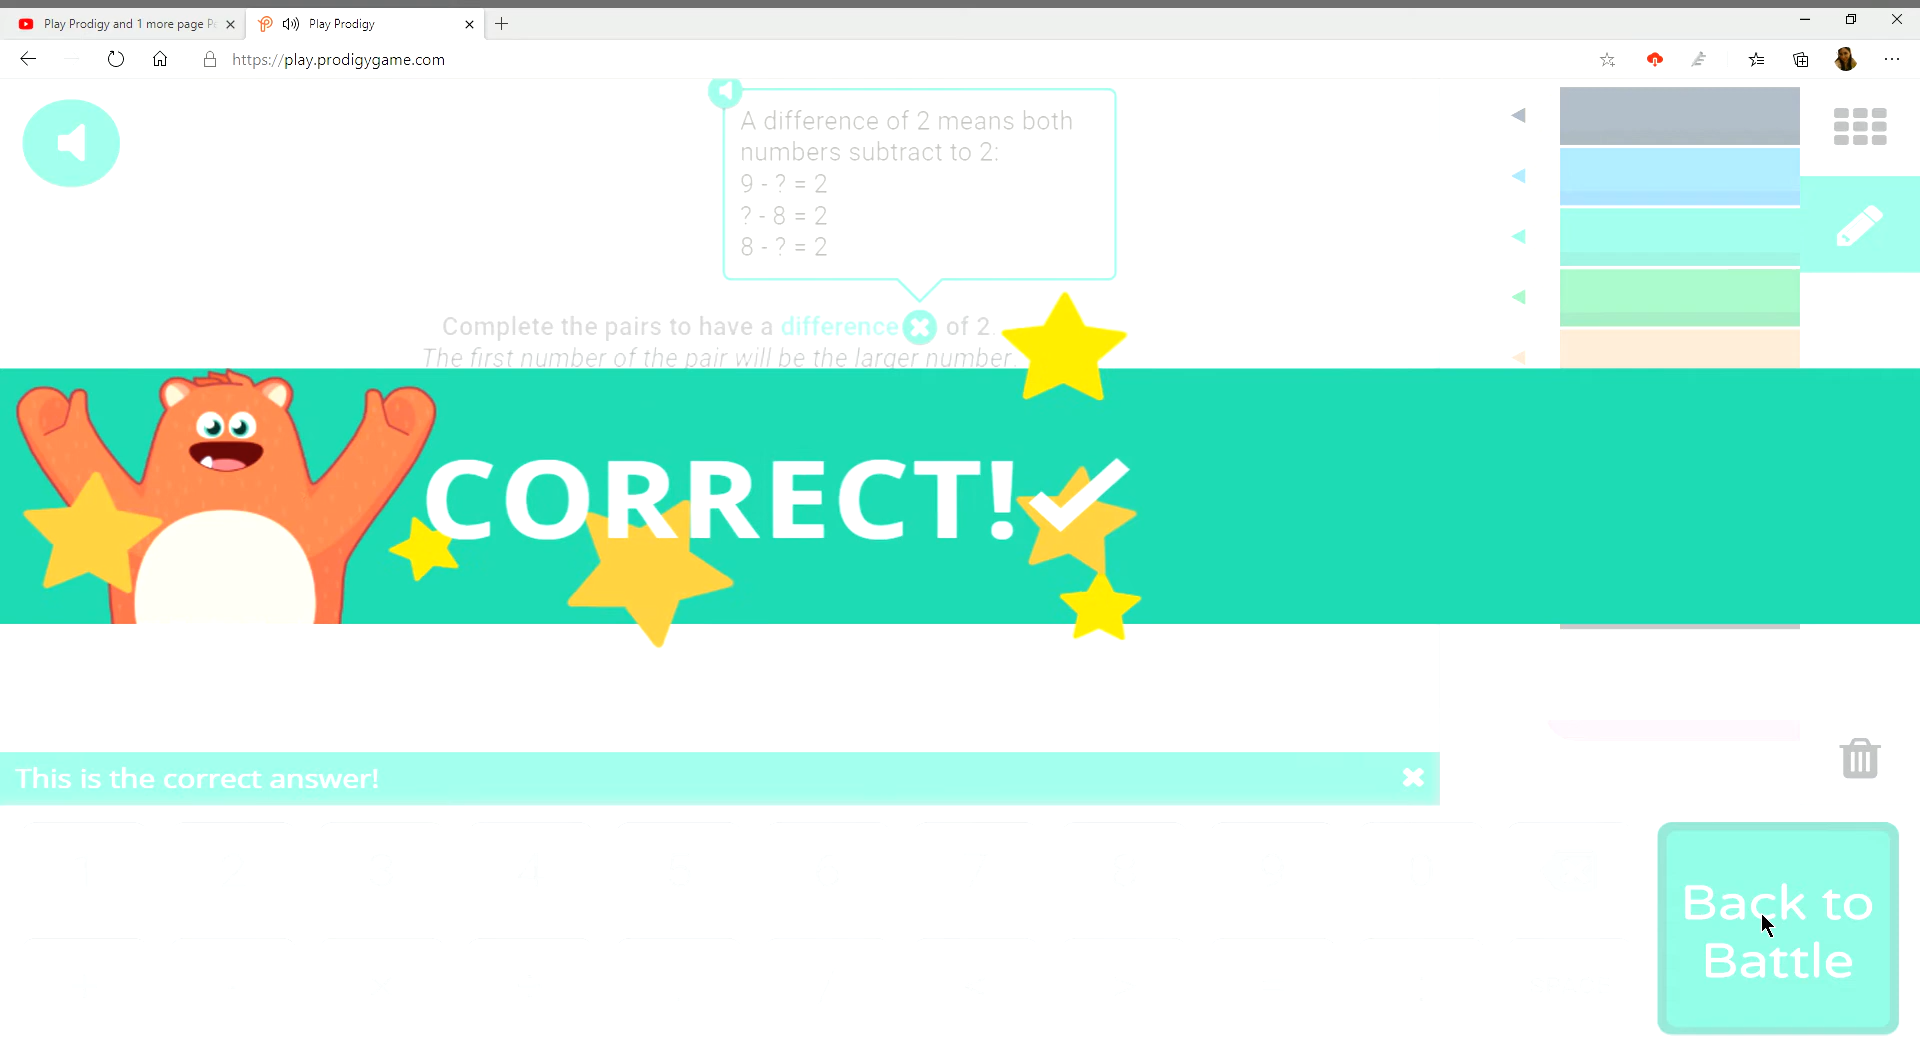 Play Prodigy and 1 more page
Play Prodigy
https://play.prodigygame.com
A difference of 2 means both
numbers subtract to 2:
9 - ? = 2
? - 8 = 2
8 - ? = 2
Complete the pairs to have a difference of 2.
The first number of the pair will be the larger number.
CORRECT!
This is the correct answer!
Back to
Battle